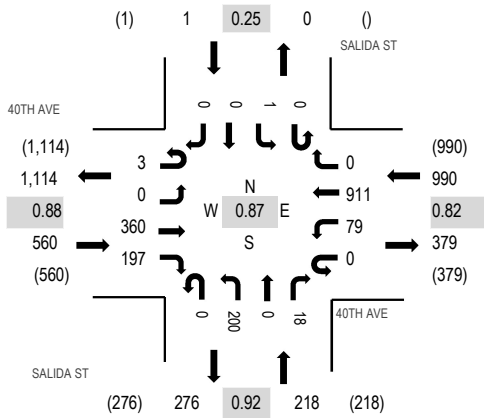 (1) 1 0.25 0 ()
SALIDA ST
40TH AVE
0 0 1 0
(1,114) 3 0 (990)
1,114 0 N 911 990
0.88 W 0.87 E 0.82
360 S 79
560 197 0 379
(560) (379)
0 200 0 18
40TH AVE
SALIDA ST
(276) 276 0.92 218 (218)